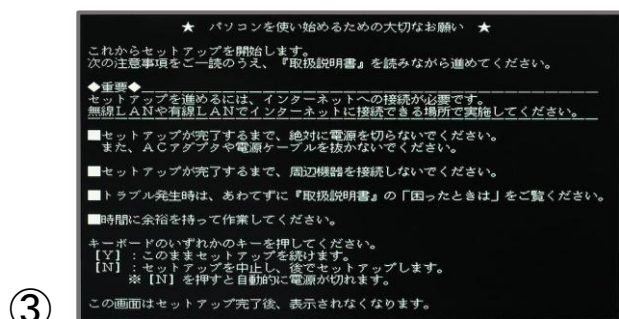 ★ パソコンを使い始めるための大切なお願い ★
これからセットアップを開始します。
次の注意事項をご一読のうえ、『取扱説明書』を読みながら進めてください。
◆重要◆
セットアップを進めるには、インターネットへの接続が必要です。
無線LANや有線LANでインターネットに接続できる場所で実施してください。
■セットアップが完了するまで、絶対に電源を切らないでください。
また、ACアダプタや電源ケーブルを抜かないでください。
■セットアップが完了するまで、周辺機器を接続しないでください。
■トラブル発生時は、あわてずに『取扱説明書』の「困ったときは」をご覧ください。
■時間に余裕を持って作業してください。
キーボードのいずれかのキーを押してください。
【Y】:このままセットアップを続けます。
【N】:セットアップを中止し、後でセットアップします。
※【N】を押すと自動的に電源が切れます。
この画面はセットアップ完了後、表示されなくなります。
③